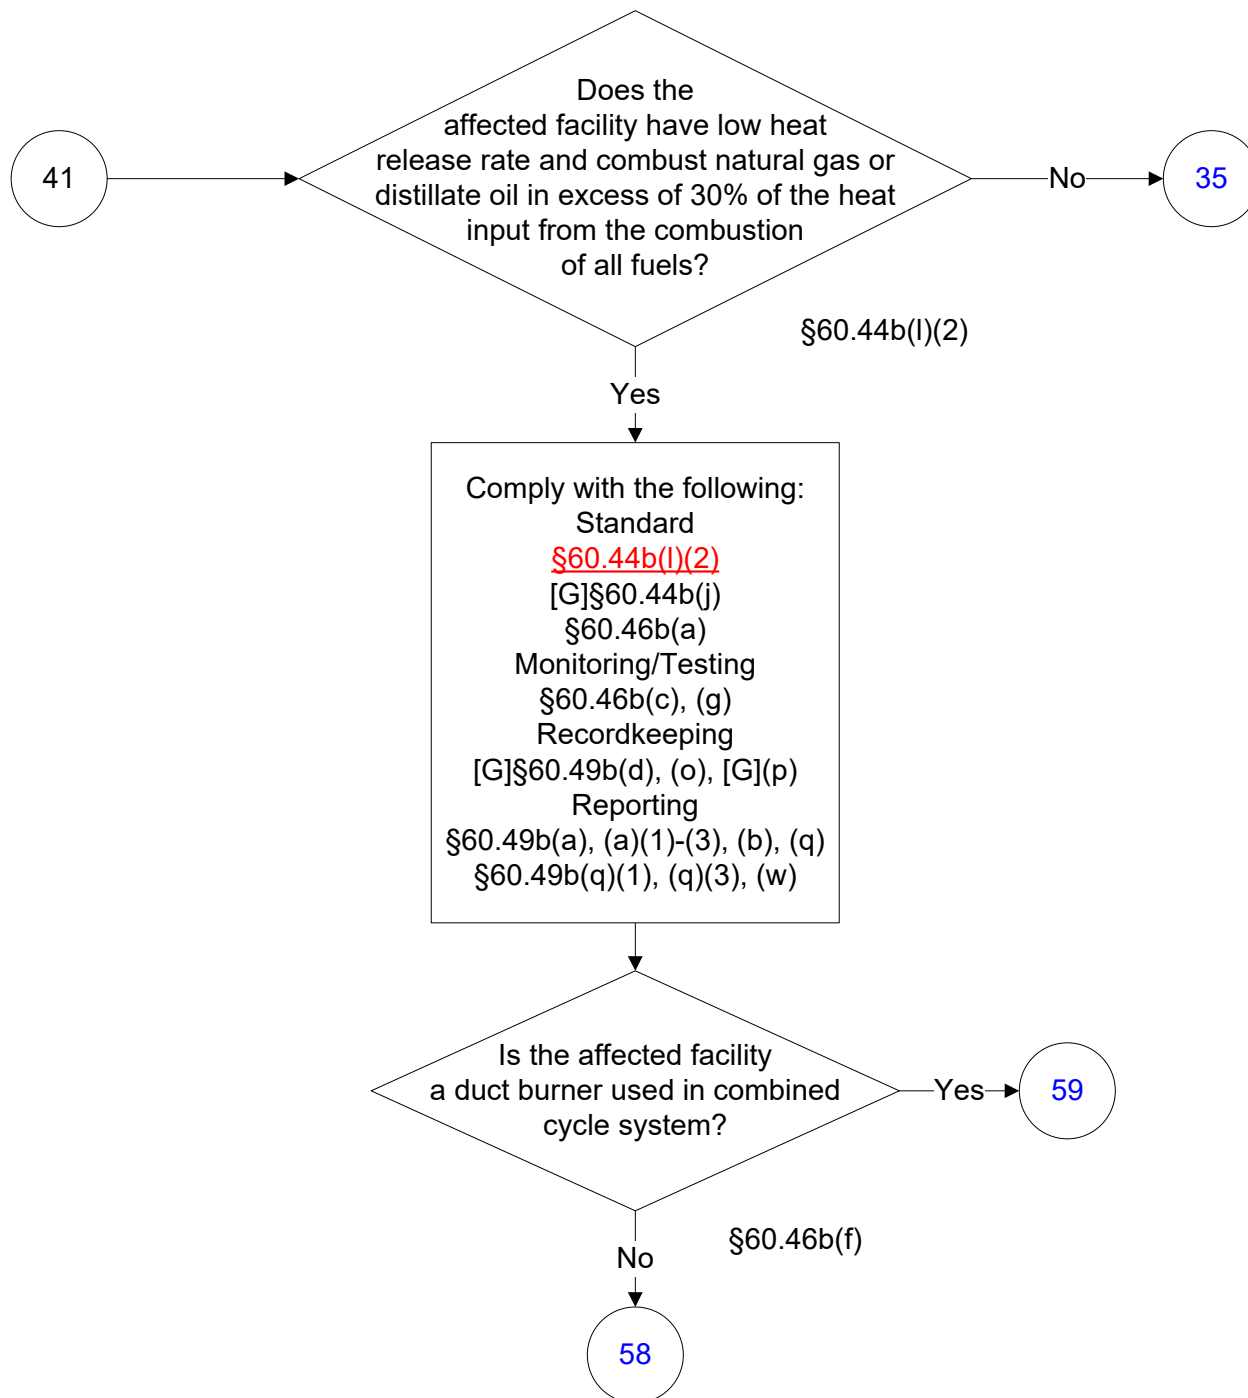 Does the
affected facility have low heat
release rate and combust natural gas or
distillate oil in excess of 30% of the heat
input from the combustion
of all fuels?
41
No
35
§60.44b(l)(2)
Yes
Comply with the following:
Standard
§60.44b(l)(2)
[G]§60.44b(j)
§60.46b(a)
Monitoring/Testing
§60.46b(c), (g)
Recordkeeping
[G]§60.49b(d), (o), [G](p)
Reporting
§60.49b(a), (a)(1)-(3), (b), (q)
§60.49b(q)(1), (q)(3), (w)
Is the affected facility
a duct burner used in combined
cycle system?
Yes
59
§60.46b(f)
No
58